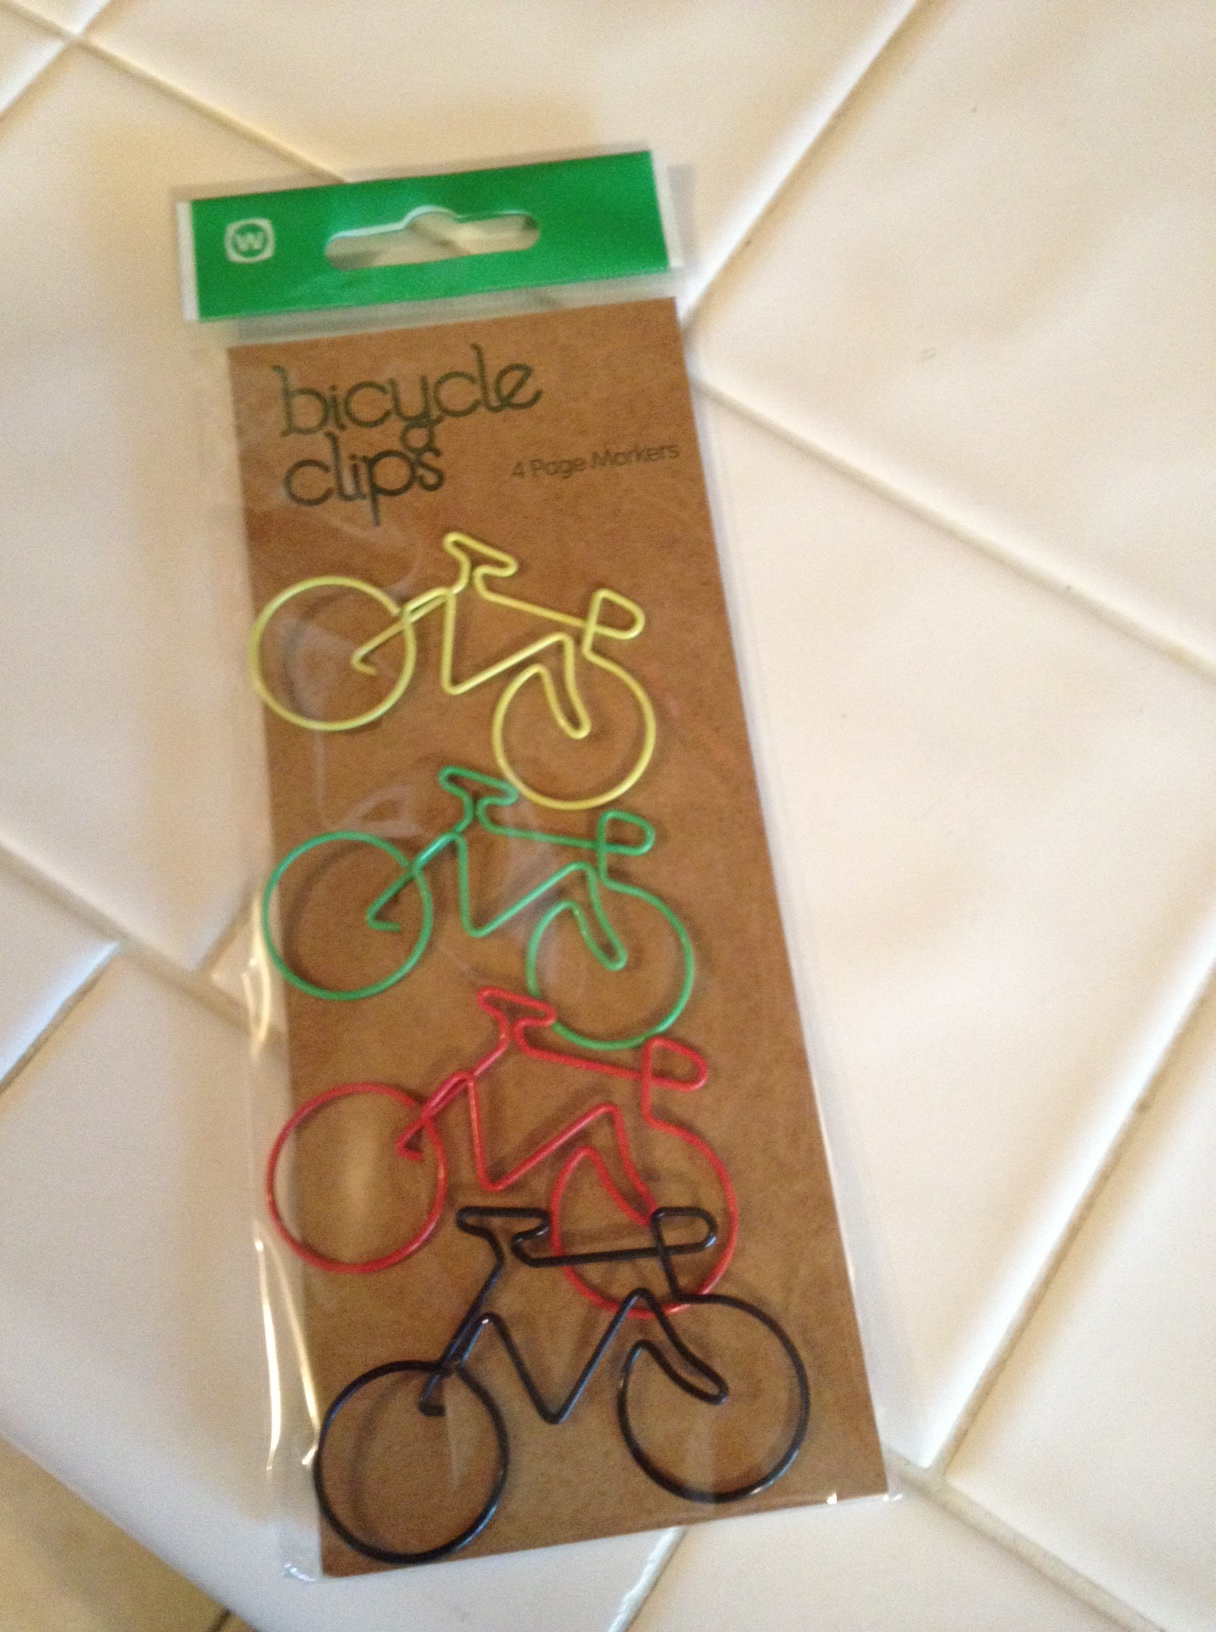 W
bicycle
clips
4 Page Markers